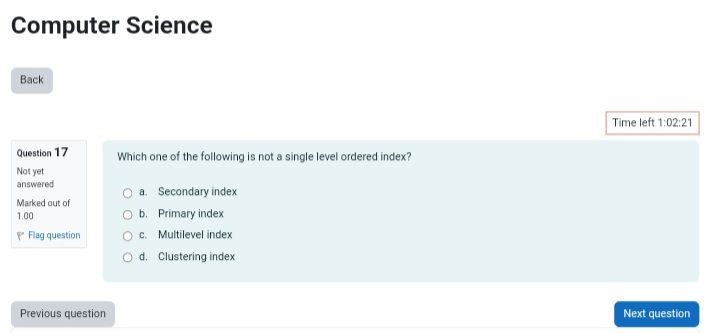 Computer Science
Back
Time left 1:02:21
Question 17
Not yet
answered
Marked out of
1.00
Flag question
Which one of the following is not a single level ordered index?
a. Secondary index
b. Primary index
c. Multilevel index
d. Clustering index
Previous question
Next question